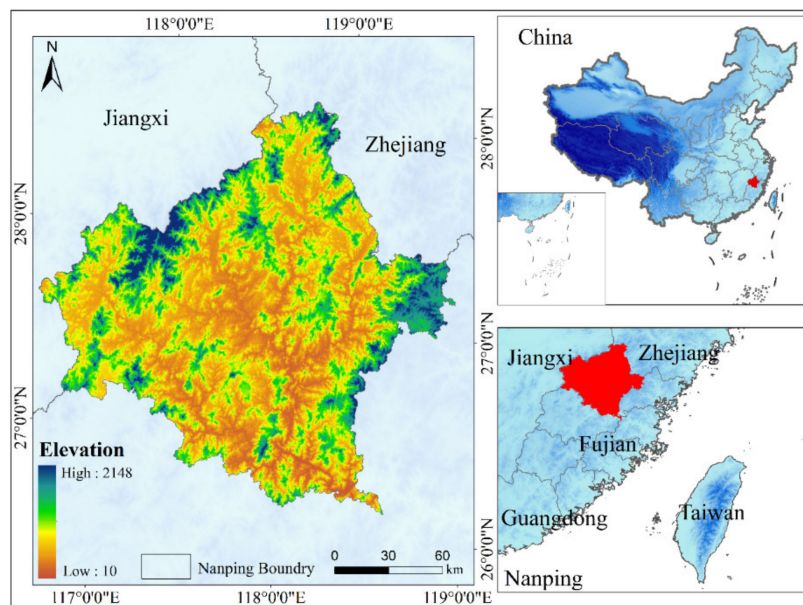 118°0'0"E
119°0'0"E
N
Jiangxi
Zhejiang
28°0'0"N
27°0'0"N
Elevation
High : 2148
Low : 10
Nanping Boundry
0
30
60
km
117°0'0"E
118°0'0"E
119°0'0"E
28°0'0"N
27°0'0"N
26°0'0"N
China
Jiangxi
Zhejiang
Fujian
Guangdong
Taiwan
Nanping